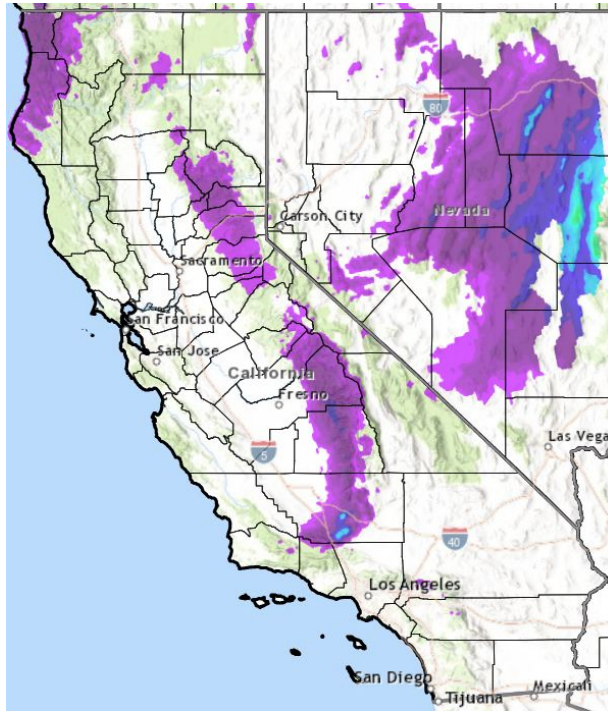 80
Nevada
Carson City
Sacramento
San Francisco
San Jose
California
Fresno
Las Vega
5
40
Los Angeles
San Diego
Tijuana
Mexicali